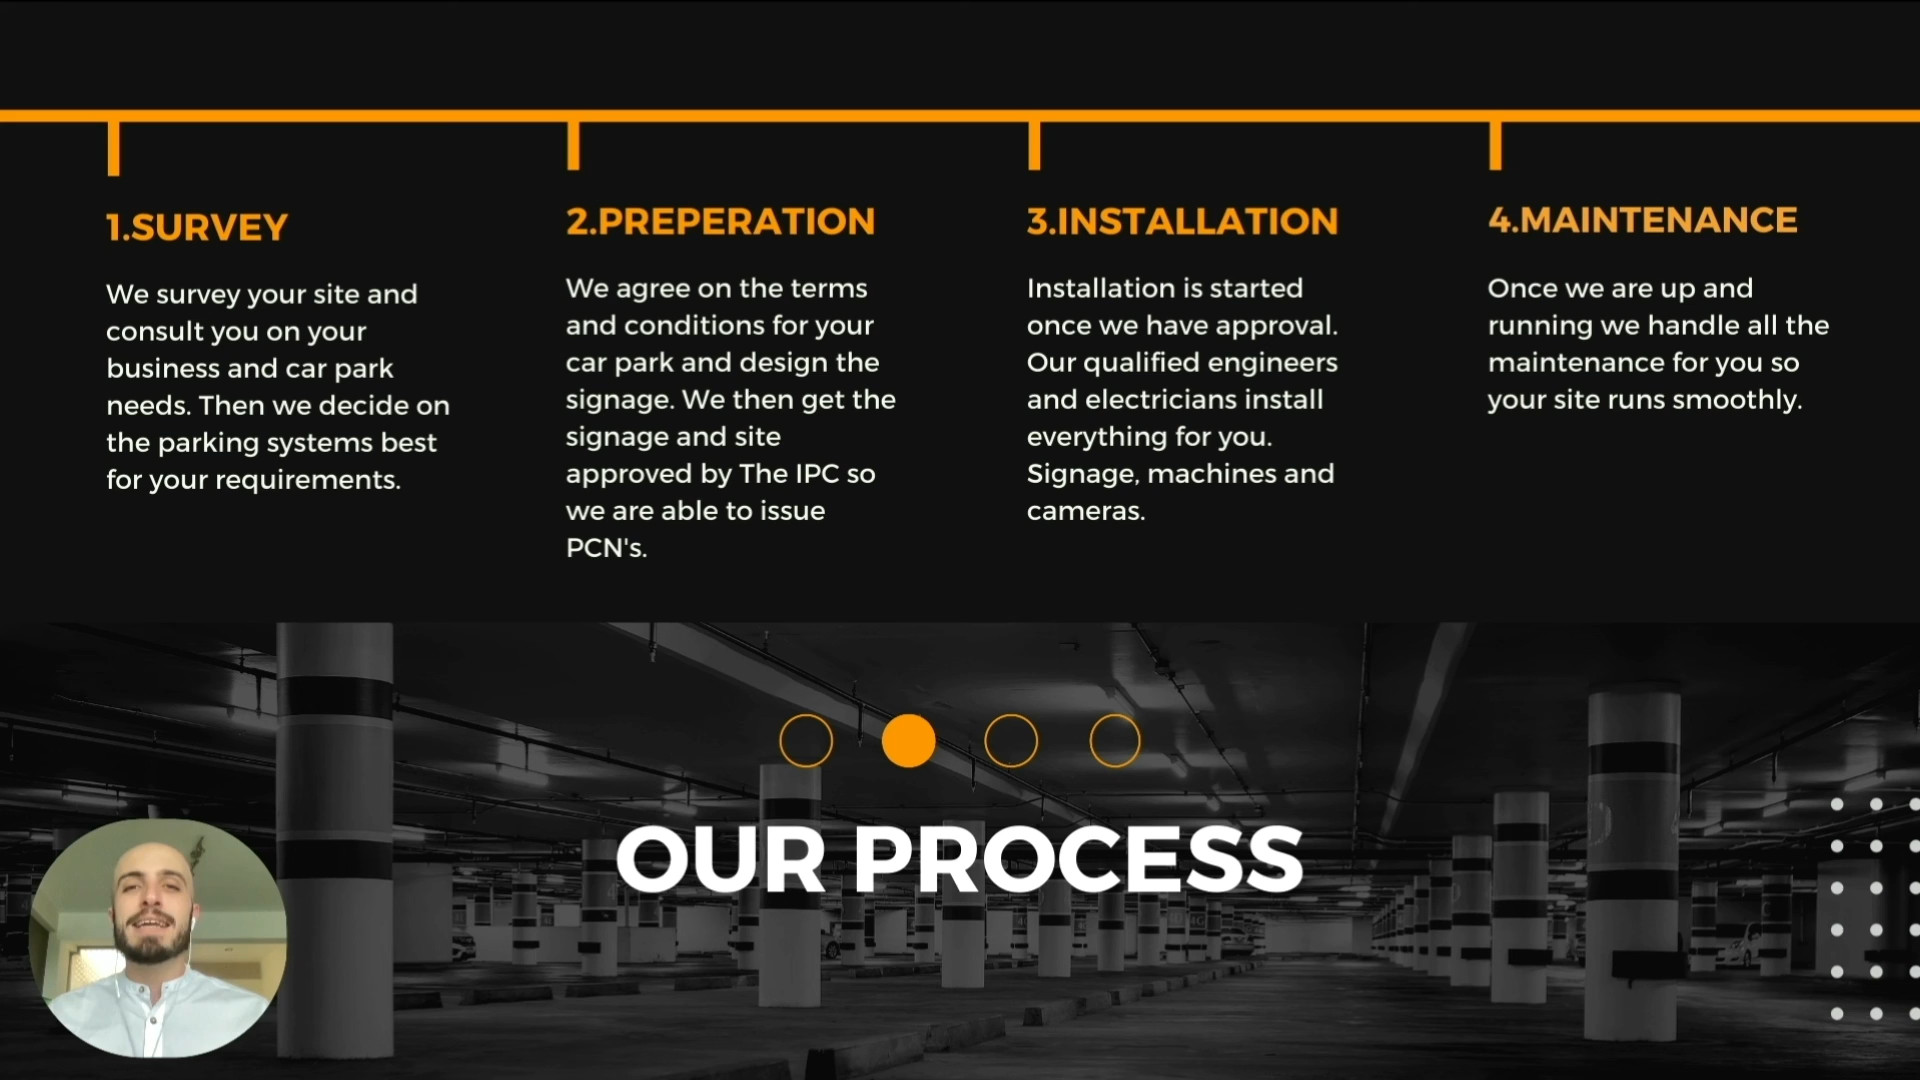 1.SURVEY
We survey your site and
consult you on your
business and car park
needs. Then we decide on
the parking systems best
for your requirements.
2.PREPERATION
We agree on the terms
and conditions for your
car park and design the
signage. We then get the
signage and site
approved by The IPC so
we are able to issue
PCN's.
3.INSTALLATION
Installation is started
once we have approval.
Our qualified engineers
and electricians install
everything for you.
Signage, machines and
cameras.
4.MAINTENANCE
Once we are up and
running we handle all the
maintenance for you so
your site runs smoothly.
OUR PROCESS